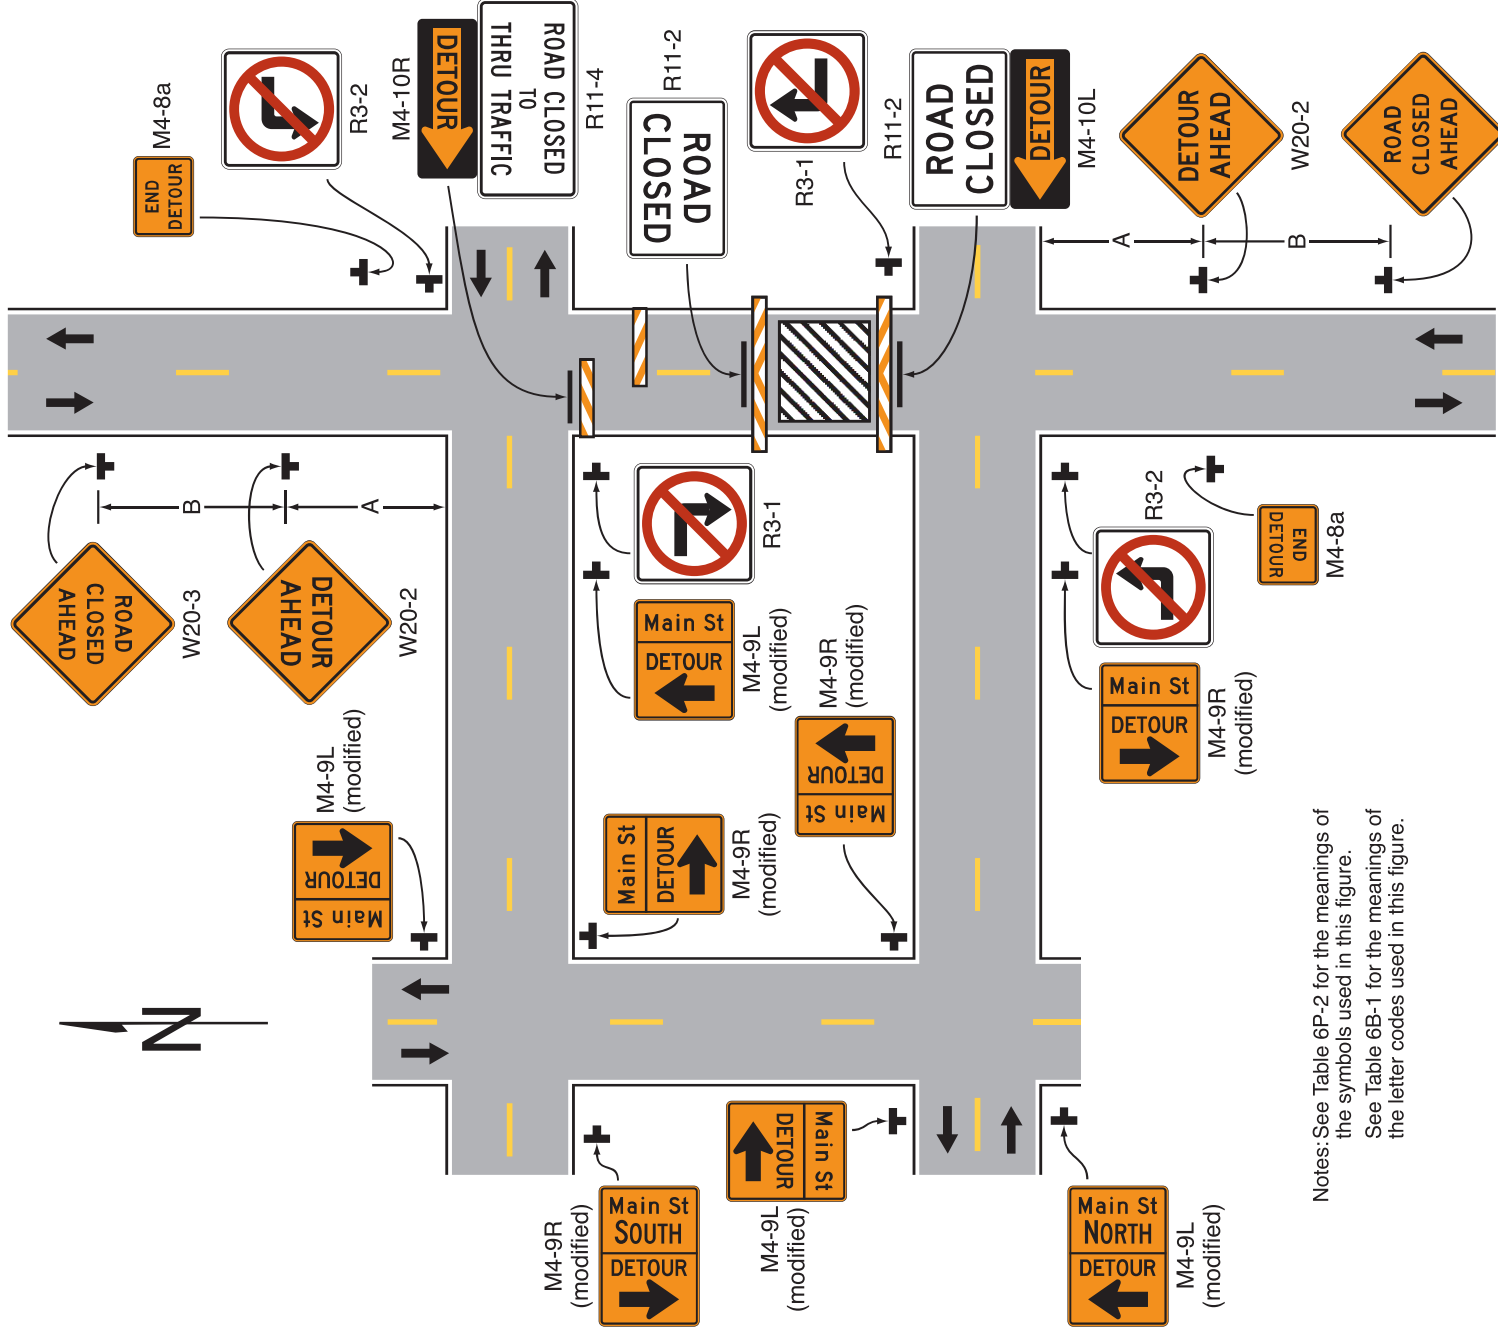 M4-8a
END
DETOUR
R3-2
M4-10R
DETOUR
ROAD CLOSED
TO
THRU TRAFFIC
R11-4
R11-2
ROAD
CLOSED
R3-1
R11-2
ROAD
CLOSED
DETOUR
M4-10L
DETOUR
AHEAD
W20-2
ROAD
CLOSED
AHEAD
A
B
B
A
ROAD
CLOSED
AHEAD
W20-3
DETOUR
AHEAD
W20-2
R3-1
Main St
DETOUR
M4-9L
(modified)
M4-9R
(modified)
Main St
DETOUR
R3-2
END
DETOUR
M4-8a
Main St
DETOUR
M4-9R
(modified)
M4-9L
(modified)
Main St
DETOUR
Main St
DETOUR
M4-9R
(modified)
N
M4-9R
(modified)
Main St
SOUTH
DETOUR
Main St
DETOUR
M4-9L
(modified)
Main St
NORTH
DETOUR
M4-9L
(modified)
Notes: See Table 6P-2 for the meanings of
the symbols used in this figure.
See Table 6B-1 for the meanings of
the letter codes used in this figure.